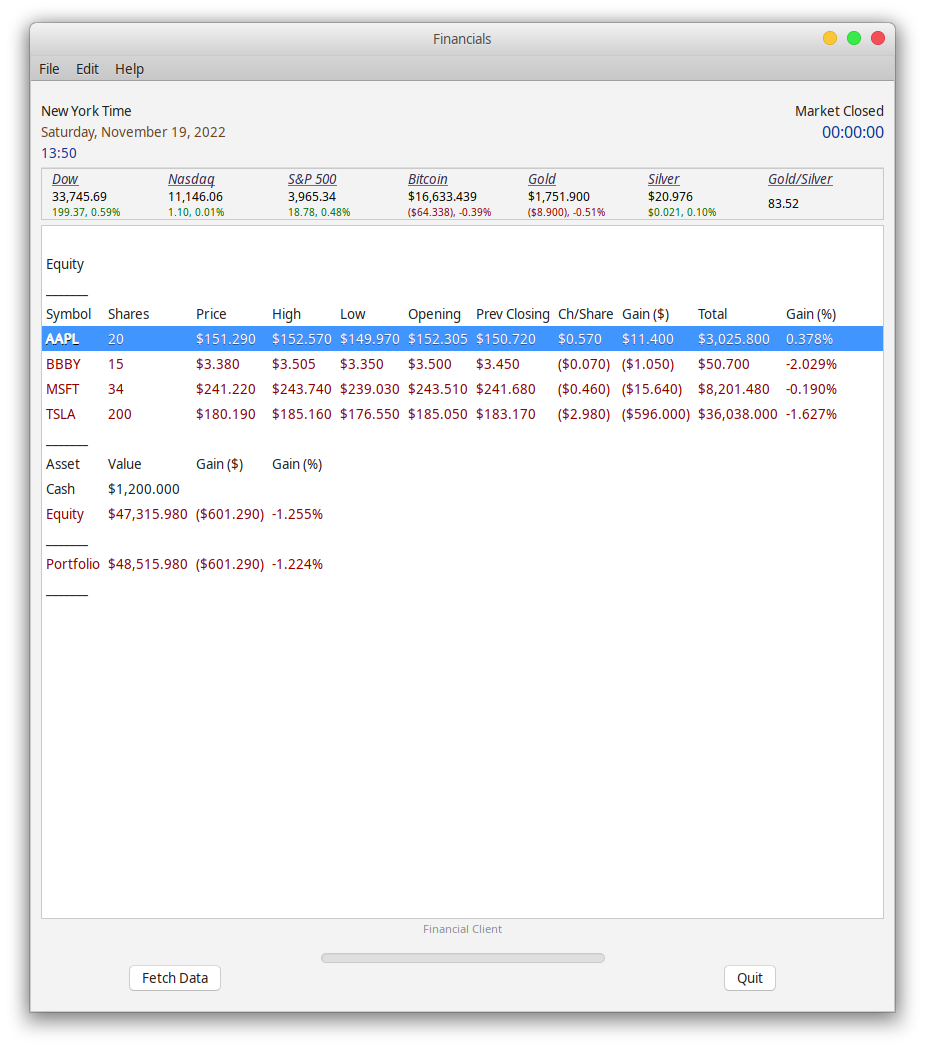 Financials
File Edit Help
New York Time Market Closed
Saturday, November 19, 2022 00:00:00
13:50
Dow Nasdaq S&P 500 Bitcoin Gold Silver Gold/Silver
33,745.69 11,146.06 3,965.34 $16,633.439 $1,751.900 $20.976 83.52
199.37, 0.59% 1.10, 0.01% 18.78, 0.48% ($64.338), -0.39% ($8.900), -0.51% $0.021, 0.10%
Equity
_______
Symbol Shares Price High Low Opening Prev Closing Ch/Share Gain ($) Total Gain (%)
AAPL 20 $151.290 $152.570 $149.970 $152.305 $150.720 $0.570 $11.400 $3,025.800 0.378%
BBBY 15 $3.380 $3.505 $3.350 $3.500 $3.450 ($0.070) ($1.050) $50.700 -2.029%
MSFT 34 $241.220 $243.740 $239.030 $243.510 $241.680 ($0.460) ($15.640) $8,201.480 -0.190%
TSLA 200 $180.190 $185.160 $176.550 $185.050 $183.170 ($2.980) ($596.000) $36,038.000 -1.627%
_______
Asset Value Gain ($) Gain (%)
Cash $1,200.000
Equity $47,315.980 ($601.290) -1.255%
_______
Portfolio $48,515.980 ($601.290) -1.224%
_______
Financial Client
Fetch Data Quit